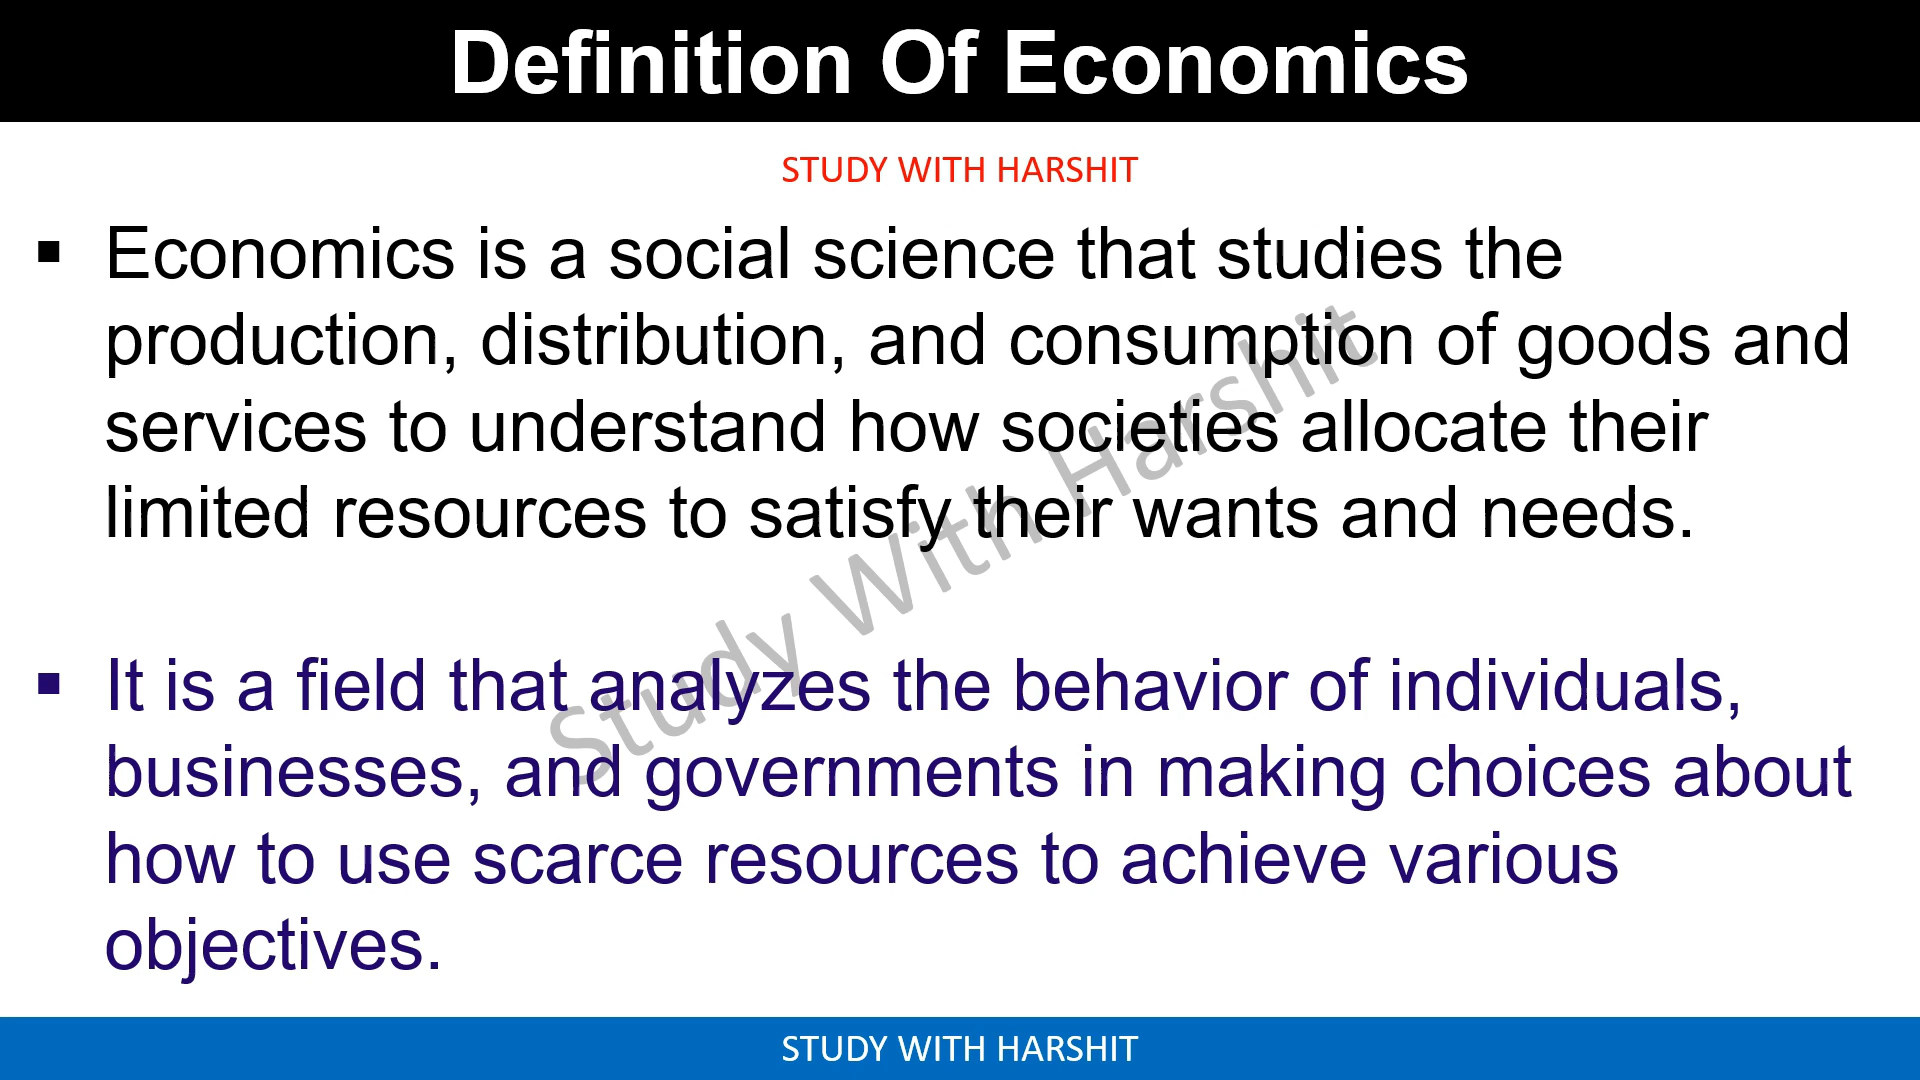 Definition Of Economics
STUDY WITH HARSHIT
▪ Economics is a social science that studies the
production, distribution, and consumption of goods and
services to understand how societies allocate their
limited resources to satisfy their wants and needs.
Study With Harshit
▪ It is a field that analyzes the behavior of individuals,
businesses, and governments in making choices about
how to use scarce resources to achieve various
objectives.
STUDY WITH HARSHIT